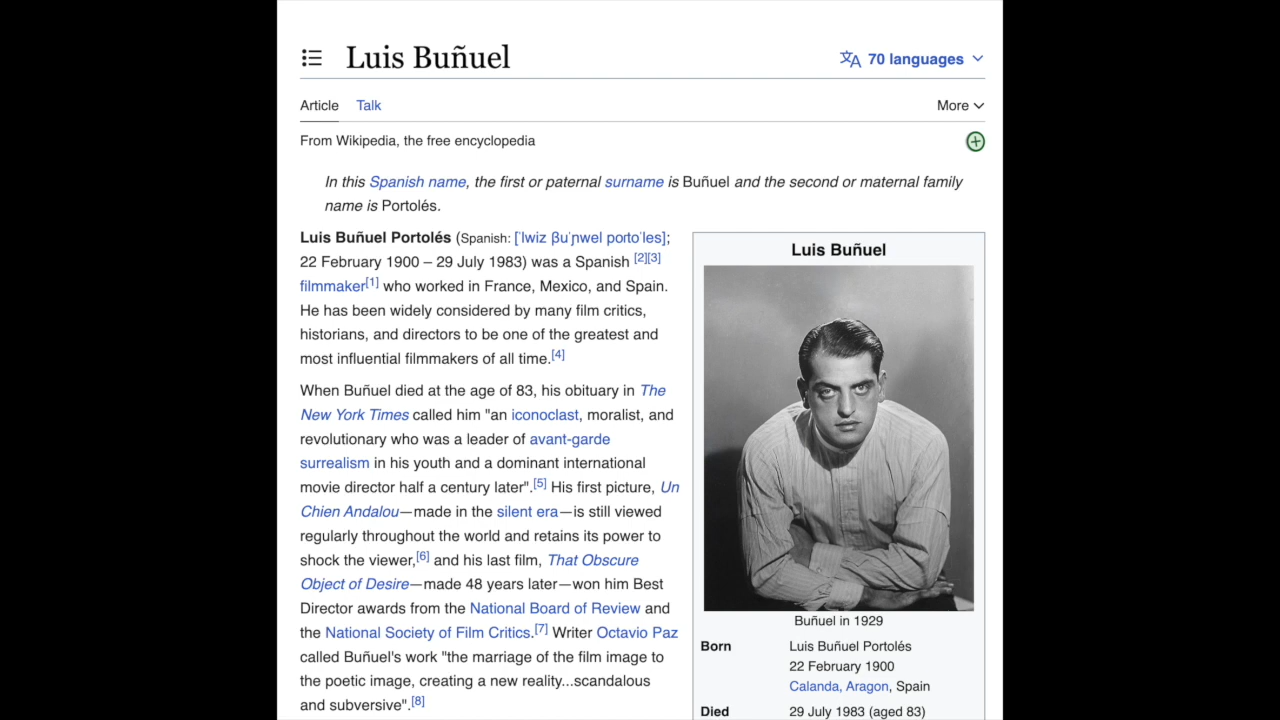 Luis Buñuel
70 languages
Article Talk
More
From Wikipedia, the free encyclopedia
In this Spanish name, the first or paternal surname is Buñuel and the second or maternal family
name is Portolés.
Luis Buñuel Portolés (Spanish: [ˈlwiz βuˈɲwel poɾtoˈles];
22 February 1900 – 29 July 1983) was a Spanish [2][3]
filmmaker[1] who worked in France, Mexico, and Spain.
He has been widely considered by many film critics,
historians, and directors to be one of the greatest and
most influential filmmakers of all time.[4]
When Buñuel died at the age of 83, his obituary in The
New York Times called him "an iconoclast, moralist, and
revolutionary who was a leader of avant-garde
surrealism in his youth and a dominant international
movie director half a century later".[5] His first picture, Un
Chien Andalou—made in the silent era—is still viewed
regularly throughout the world and retains its power to
shock the viewer,[6] and his last film, That Obscure
Object of Desire—made 48 years later—won him Best
Director awards from the National Board of Review and
the National Society of Film Critics.[7] Writer Octavio Paz
called Buñuel's work "the marriage of the film image to
the poetic image, creating a new reality...scandalous
and subversive".[8]
Luis Buñuel
Buñuel in 1929
Born Luis Buñuel Portolés
22 February 1900
Calanda, Aragon, Spain
Died 29 July 1983 (aged 83)